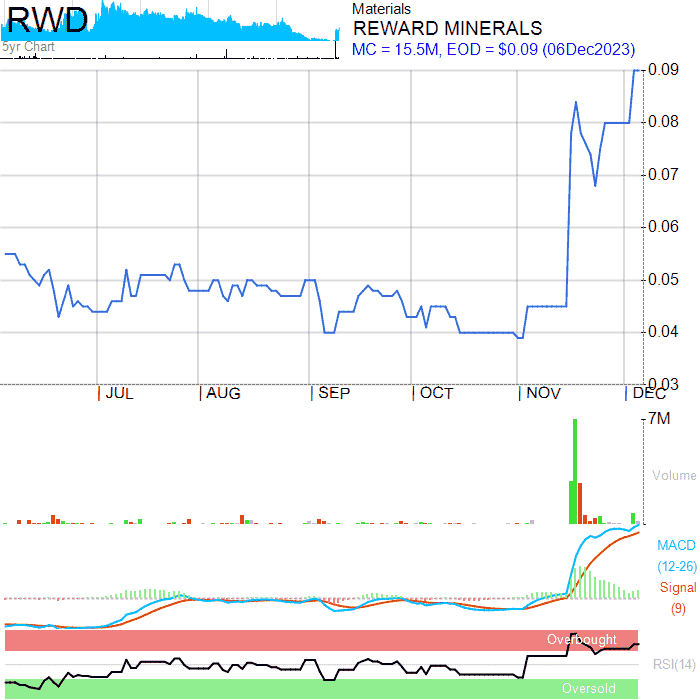 RWD
5yr Chart
Materials
REWARD MINERALS
MC = 15.5M, EOD = $0.09 (06Dec2023)
0.09
0.08
0.07
0.06
0.05
0.04
0.03
JUL
AUG
SEP
OCT
NOV
DEC
7M
Volume
MACD
(12-26)
Signal
(9)
Overbought
RSI(14)
Oversold